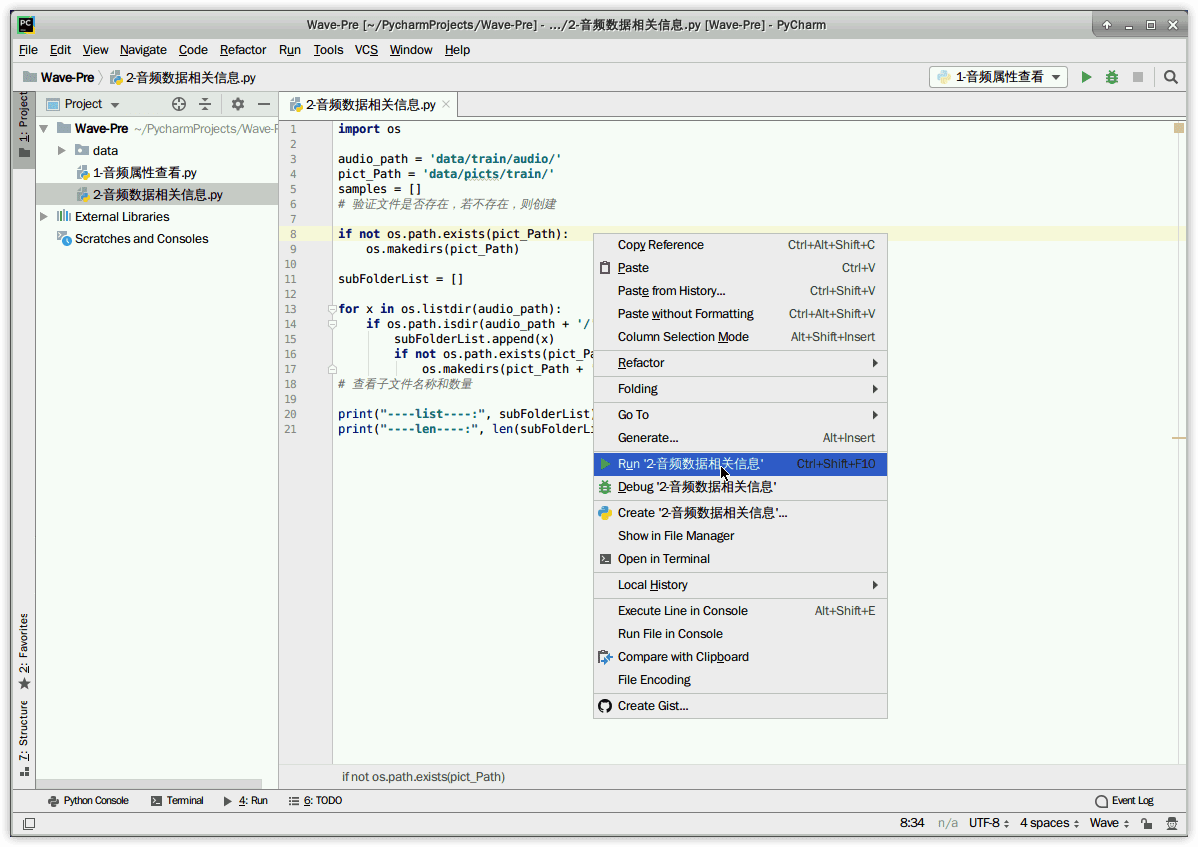 PC
Wave-Pre [~/PycharmProjects/Wave-Pre] - .../2-音频数据相关信息.py [Wave-Pre] - PyCharm
File Edit View Navigate Code Refactor Run Tools VCS Window Help
Wave-Pre 2-音频数据相关信息.py
1-音频属性查看
Project
2-音频数据相关信息.py
1: Project
Wave-Pre ~/PycharmProjects/Wave-F
data
1-音频属性查看.py
2-音频数据相关信息.py
External Libraries
Scratches and Consoles
2: Favorites
7: Structure
1 import os
2
3 audio_path = 'data/train/audio/'
4 pict_Path = 'data/picts/train/'
5 samples = []
6 # 验证文件是否存在，若不存在，则创建
7
8 if not os.path.exists(pict_Path):
9 os.makedirs(pict_Path)
10
11 subFolderList = []
12
13 for x in os.listdir(audio_path):
14 if os.path.isdir(audio_path + '/
15 subFolderList.append(x)
16 if not os.path.exists(pict_Pa
17 os.makedirs(pict_Path + '
18 # 查看子文件名称和数量
19
20 print("----list----:", subFolderList)
21 print("----len----:", len(subFolderLi
Copy Reference Ctrl+Alt+Shift+C
Paste Ctrl+V
Paste from History... Ctrl+Shift+V
Paste without Formatting Ctrl+Alt+Shift+V
Column Selection Mode Alt+Shift+Insert
Refactor
Folding
Go To
Generate... Alt+Insert
Run '2-音频数据相关信息' Ctrl+Shift+F10
Debug '2-音频数据相关信息'
Create '2-音频数据相关信息'...
Show in File Manager
Open in Terminal
Local History
Execute Line in Console Alt+Shift+E
Run File in Console
Compare with Clipboard
File Encoding
Create Gist...
if not os.path.exists(pict_Path)
Python Console Terminal 4: Run 6: TODO Event Log
8:34 n/a UTF-8 4 spaces Wave